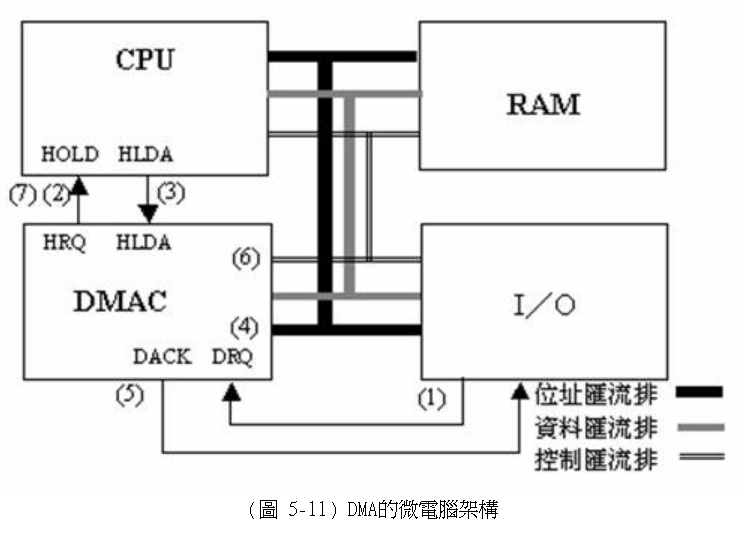 CPU
RAM
HOLD HLDA
(7) (2) (3)
HRQ HLDA
(6)
DMAC
I／O
(4)
DACK DRQ
(5) (1)
位址匯流排
資料匯流排
控制匯流排
(圖 5-11) DMA的微電腦架構